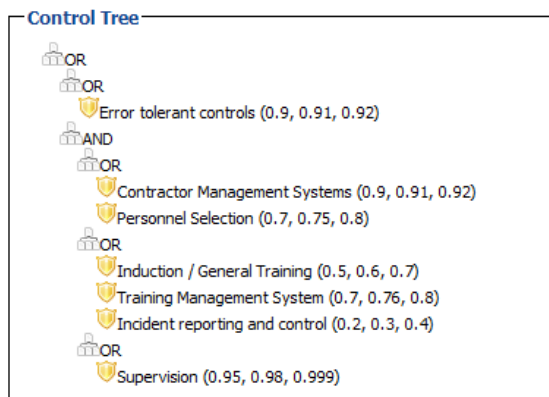 Control Tree
OR
OR
Error tolerant controls (0.9, 0.91, 0.92)
AND
OR
Contractor Management Systems (0.9, 0.91, 0.92)
Personnel Selection (0.7, 0.75, 0.8)
OR
Induction / General Training (0.5, 0.6, 0.7)
Training Management System (0.7, 0.76, 0.8)
Incident reporting and control (0.2, 0.3, 0.4)
OR
Supervision (0.95, 0.98, 0.999)